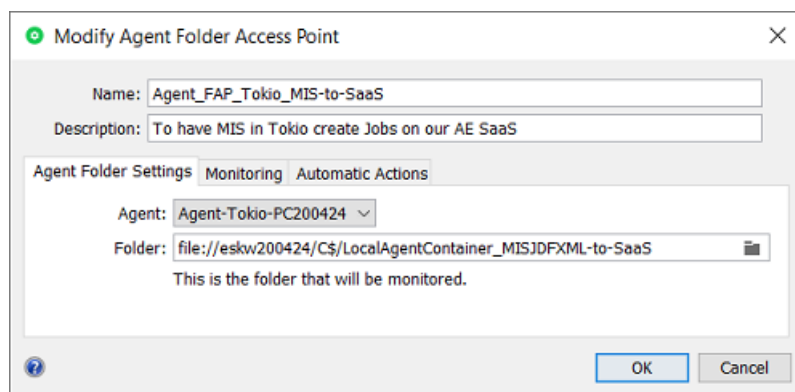 Modify Agent Folder Access Point
Name: Agent_FAP_Tokio_MIS-to-SaaS
Description: To have MIS in Tokio create Jobs on our AE SaaS
Agent Folder Settings Monitoring Automatic Actions
Agent: Agent-Tokio-PC200424
Folder: file://eskw200424/C$/LocalAgentContainer_MISJDFXML-to-SaaS
This is the folder that will be monitored.
OK Cancel